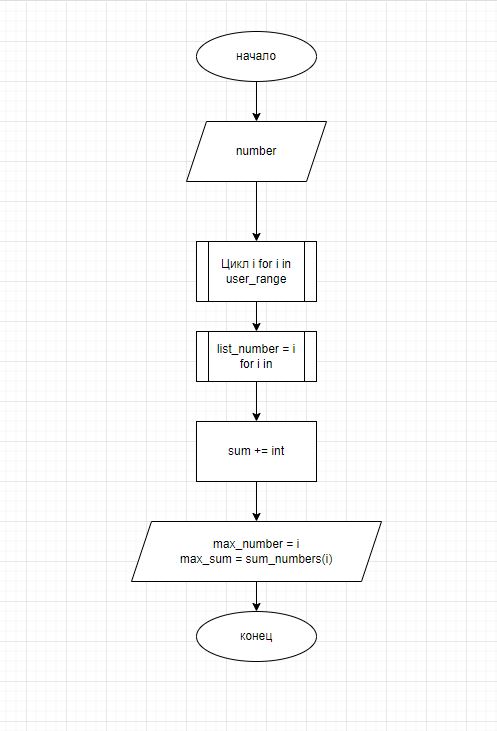 начало
number
Цикл i for i in
user_range
list_number = i
for i in
sum += int
max_number = i
max_sum = sum_numbers(i)
конец